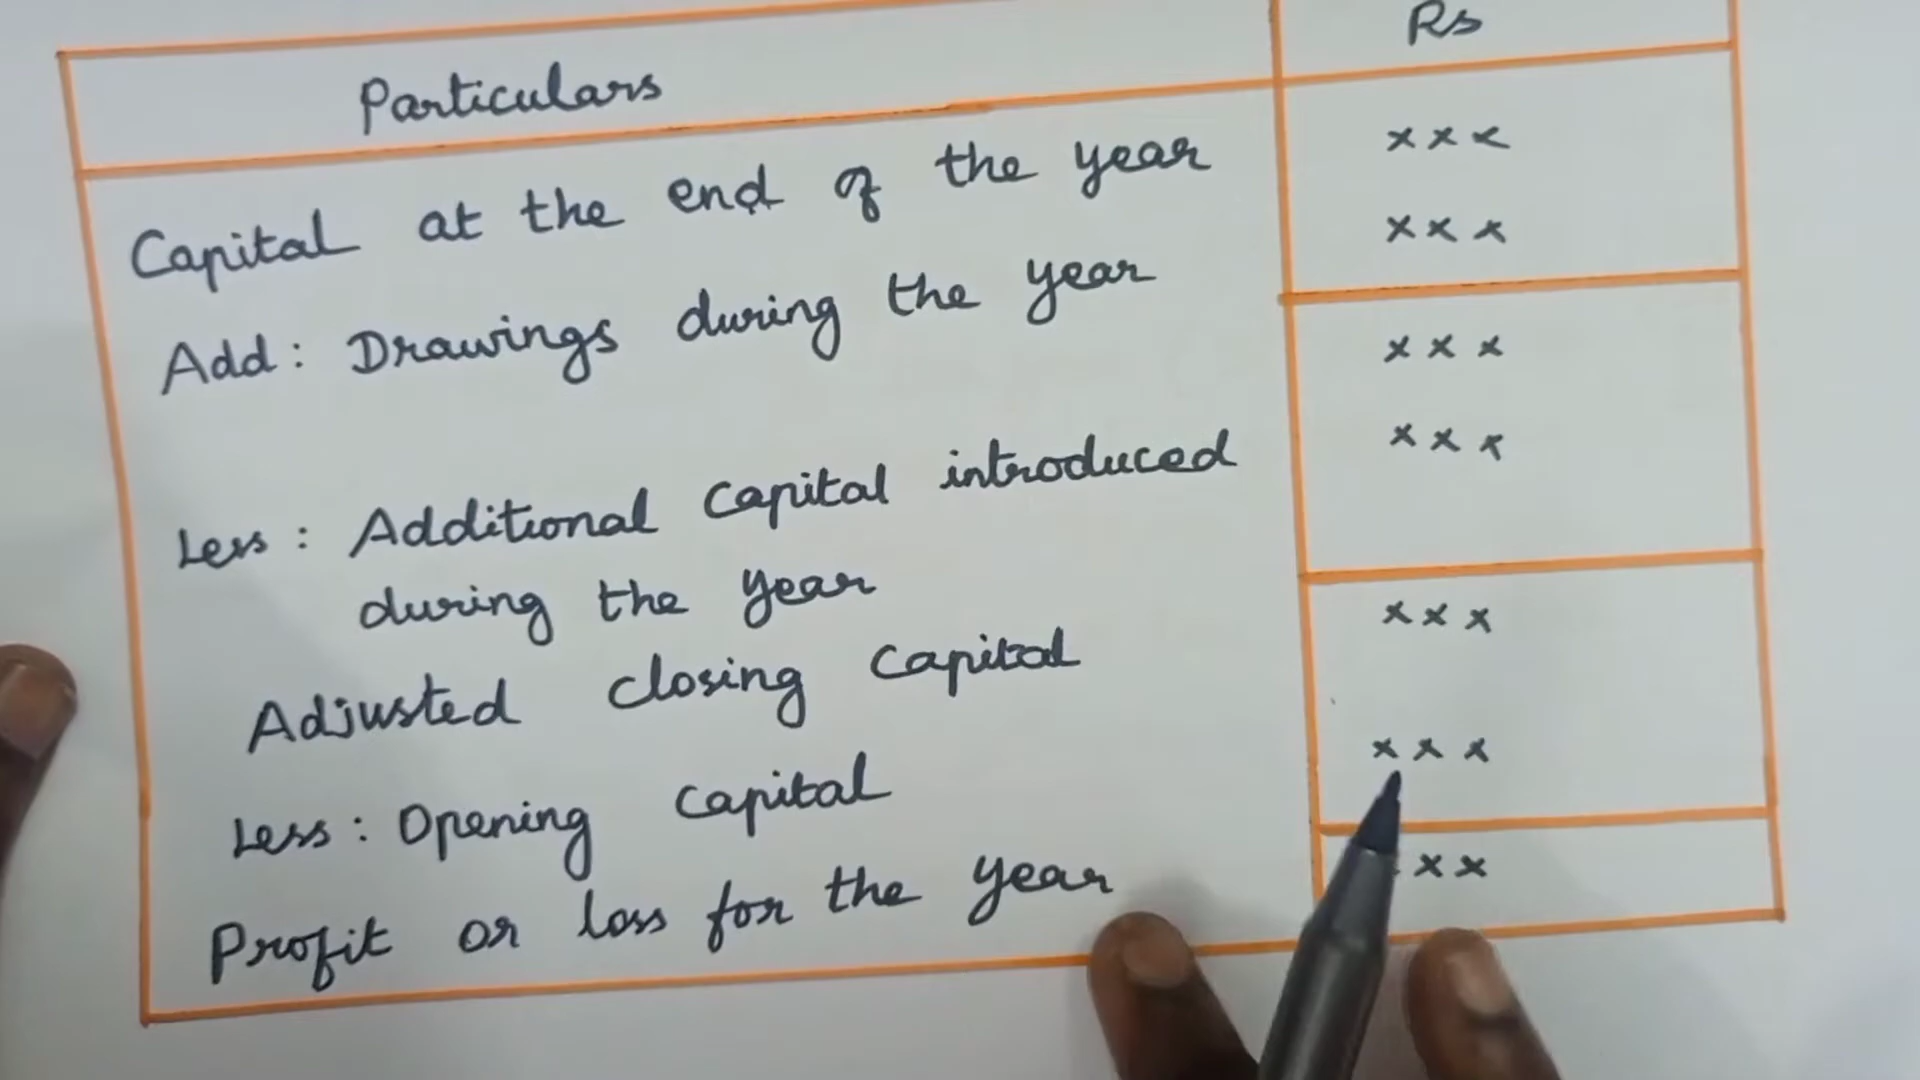 Particulars Rs
Capital at the end of the year xxx
Add: Drawings during the year xxx
xxx
Less: Additional capital introduced xxx
during the year
Adjusted closing capital xxx
Less: Opening capital xxx
Profit or loss for the year xx